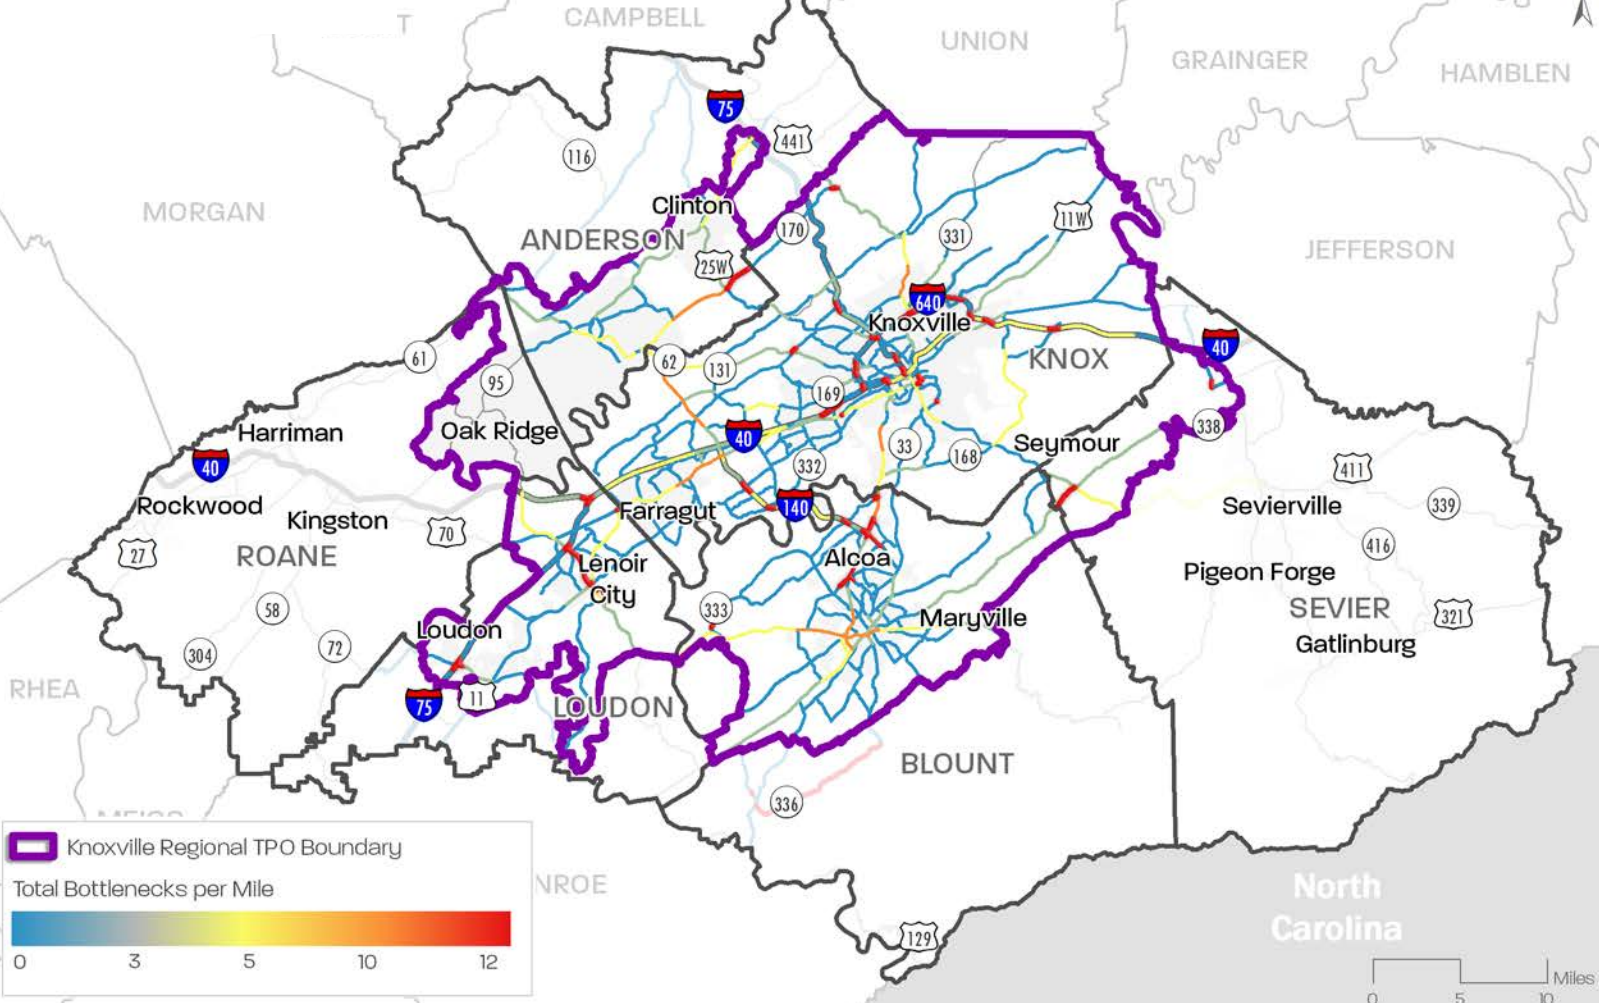 CAMPBELL
T
UNION
GRAINGER
HAMBLEN
75
441
116
MORGAN
Clinton
ANDERSON
170
331
11W
JEFFERSON
25W
640
Knoxville
KNOX
40
61
62
131
95
169
Harriman
Oak Ridge
40
338
33
168
Seymour
40
332
411
Rockwood
Kingston
Farragut
140
Sevierville
339
70
27
ROANE
Alcoa
416
Lenoir
City
Pigeon Forge
SEVIER
321
58
333
Maryville
Loudon
Gatlinburg
304
72
RHEA
75
11
LOUDON
BLOUNT
336
NROE
129
North
Carolina
Knoxville Regional TPO Boundary
Total Bottlenecks per Mile
0 3 5 10 12
Miles
0 5 10